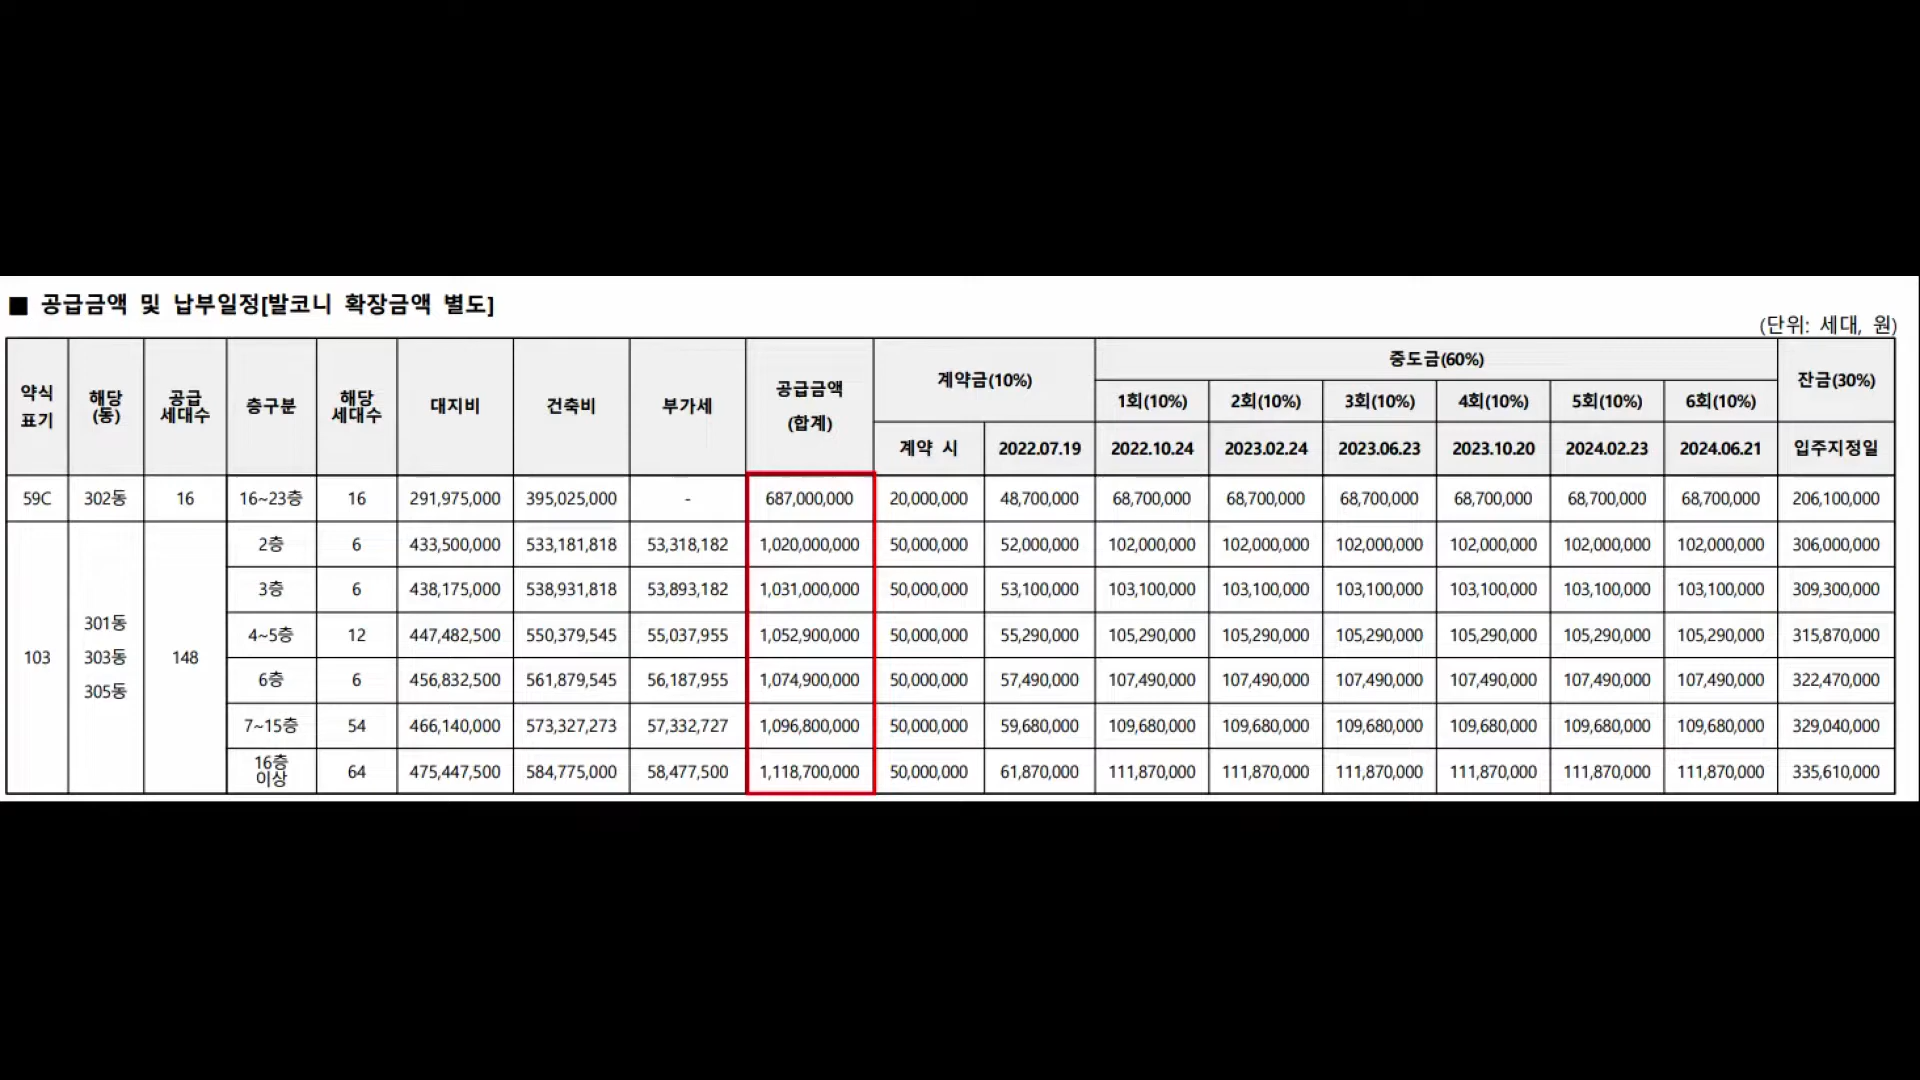 ■ 공급금액 및 납부일정[발코니 확장금액 별도]
(단위: 세대, 원)
약식 표기 해당 (동) 공급 세대수 층구분 해당 세대수 대지비 건축비 부가세 공급금액 (합계) 계약금(10%) 중도금(60%) 잔금(30%)
1회(10%) 2회(10%) 3회(10%) 4회(10%) 5회(10%) 6회(10%)
계약 시 2022.07.19 2022.10.24 2023.02.24 2023.06.23 2023.10.20 2024.02.23 2024.06.21 입주지정일
59C 302동 16 16~23층 16 291,975,000 395,025,000 - 687,000,000 20,000,000 48,700,000 68,700,000 68,700,000 68,700,000 68,700,000 68,700,000 68,700,000 206,100,000
103 301동 303동 305동 148
2층 6 433,500,000 533,181,818 53,318,182 1,020,000,000 50,000,000 52,000,000 102,000,000 102,000,000 102,000,000 102,000,000 102,000,000 102,000,000 306,000,000
3층 6 438,175,000 538,931,818 53,893,182 1,031,000,000 50,000,000 53,100,000 103,100,000 103,100,000 103,100,000 103,100,000 103,100,000 103,100,000 309,300,000
4~5층 12 447,482,500 550,379,545 55,037,955 1,052,900,000 50,000,000 55,290,000 105,290,000 105,290,000 105,290,000 105,290,000 105,290,000 105,290,000 315,870,000
6층 6 456,832,500 561,879,545 56,187,955 1,074,900,000 50,000,000 57,490,000 107,490,000 107,490,000 107,490,000 107,490,000 107,490,000 107,490,000 322,470,000
7~15층 54 466,140,000 573,327,273 57,332,727 1,096,800,000 50,000,000 59,680,000 109,680,000 109,680,000 109,680,000 109,680,000 109,680,000 109,680,000 329,040,000
16층 이상 64 475,447,500 584,775,000 58,477,500 1,118,700,000 50,000,000 61,870,000 111,870,000 111,870,000 111,870,000 111,870,000 111,870,000 111,870,000 335,610,000